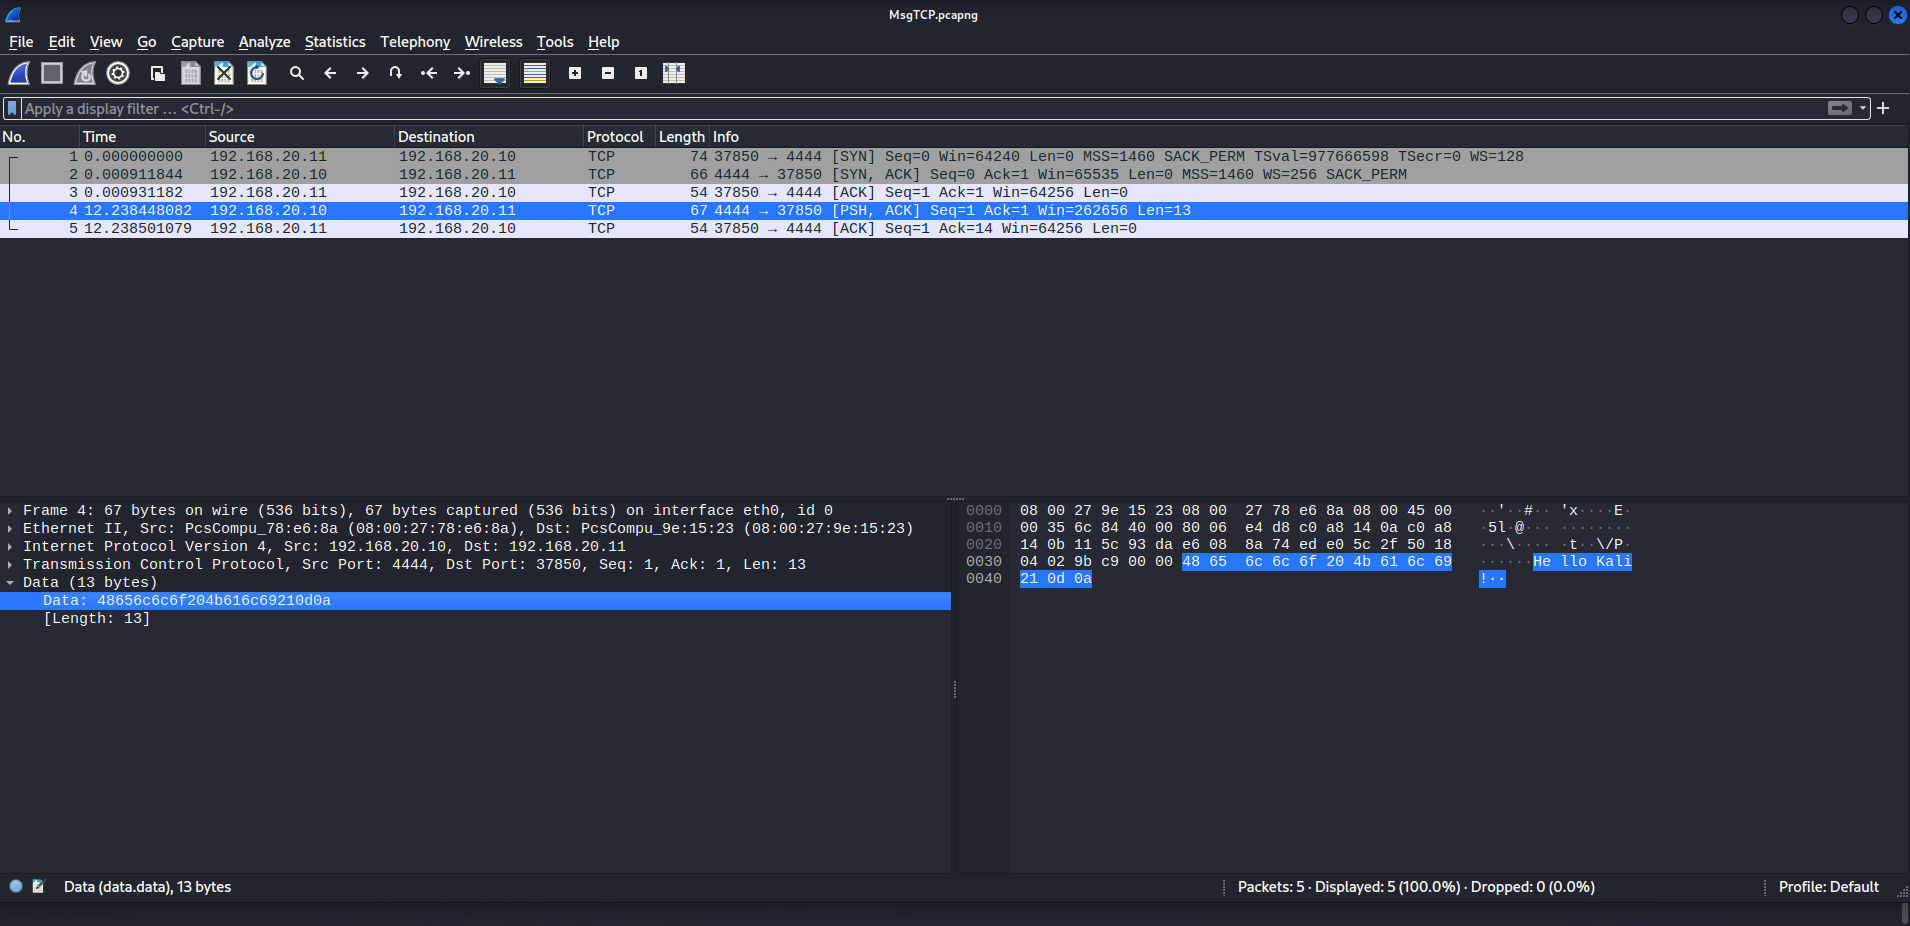 MsgTCP.pcapng
File Edit View Go Capture Analyze Statistics Telephony Wireless Tools Help
Apply a display filter … <Ctrl-/>
No. Time Source Destination Protocol Length Info
1 0.000000000 192.168.20.11 192.168.20.10 TCP 74 37850 → 4444 [SYN] Seq=0 Win=64240 Len=0 MSS=1460 SACK_PERM TSval=977666598 TSecr=0 WS=128
2 0.000911844 192.168.20.10 192.168.20.11 TCP 66 4444 → 37850 [SYN, ACK] Seq=0 Ack=1 Win=65535 Len=0 MSS=1460 WS=256 SACK_PERM
3 0.000931182 192.168.20.11 192.168.20.10 TCP 54 37850 → 4444 [ACK] Seq=1 Ack=1 Win=64256 Len=0
4 12.238448082 192.168.20.10 192.168.20.11 TCP 67 4444 → 37850 [PSH, ACK] Seq=1 Ack=1 Win=262656 Len=13
5 12.238501079 192.168.20.11 192.168.20.10 TCP 54 37850 → 4444 [ACK] Seq=1 Ack=14 Win=64256 Len=0
Frame 4: 67 bytes on wire (536 bits), 67 bytes captured (536 bits) on interface eth0, id 0
Ethernet II, Src: PcsCompu_78:e6:8a (08:00:27:78:e6:8a), Dst: PcsCompu_9e:15:23 (08:00:27:9e:15:23)
Internet Protocol Version 4, Src: 192.168.20.10, Dst: 192.168.20.11
Transmission Control Protocol, Src Port: 4444, Dst Port: 37850, Seq: 1, Ack: 1, Len: 13
Data (13 bytes)
Data: 48656c6c6f204b616c69210d0a
[Length: 13]
0000 08 00 27 9e 15 23 08 00 27 78 e6 8a 08 00 45 00 ··'··#·· 'x····E·
0010 00 35 6c 84 40 00 80 06 e4 d8 c0 a8 14 0a c0 a8 ·5l·@··· ········
0020 14 0b 11 5c 93 da e6 08 8a 74 ed e0 5c 2f 50 18 ···\···· ·t··\/P·
0030 04 02 9b c9 00 00 48 65 6c 6c 6f 20 4b 61 6c 69 ······He llo Kali
0040 21 0d 0a !··
Data (data.data), 13 bytes
Packets: 5 · Displayed: 5 (100.0%) · Dropped: 0 (0.0%)
Profile: Default